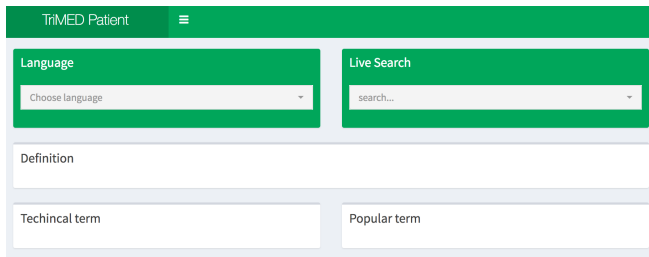 TriMED Patient
Language
Live Search
Choose language
search...
Definition
Techincal term
Popular term